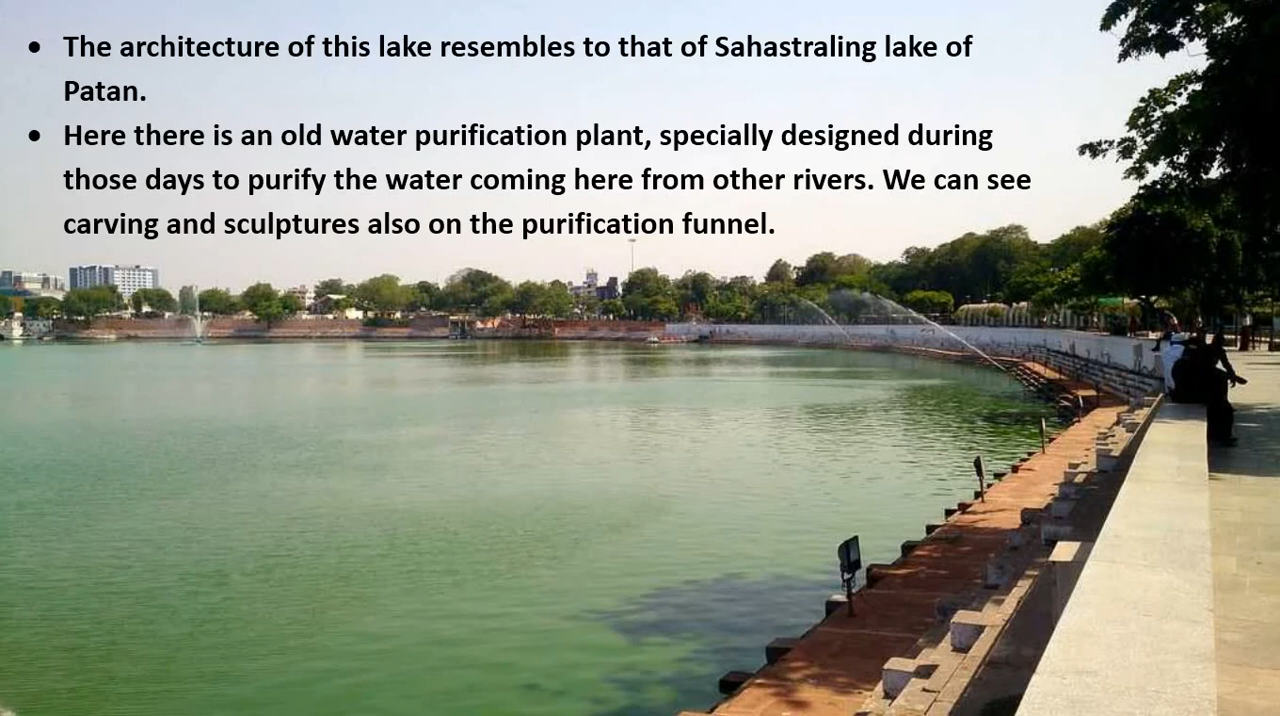 • The architecture of this lake resembles to that of Sahastraling lake of
Patan.
• Here there is an old water purification plant, specially designed during
those days to purify the water coming here from other rivers. We can see
carving and sculptures also on the purification funnel.